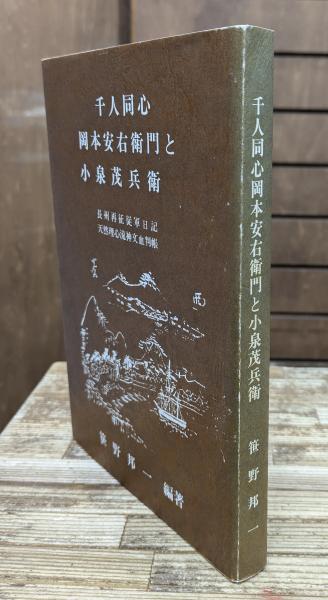 千人同心
岡本安右衛門と
小泉茂兵衛
長州再征従軍日記
天然理心流神文血判帳
笹野邦一 編著
千人同心岡本安右衛門と小泉茂兵衛 笹野邦一